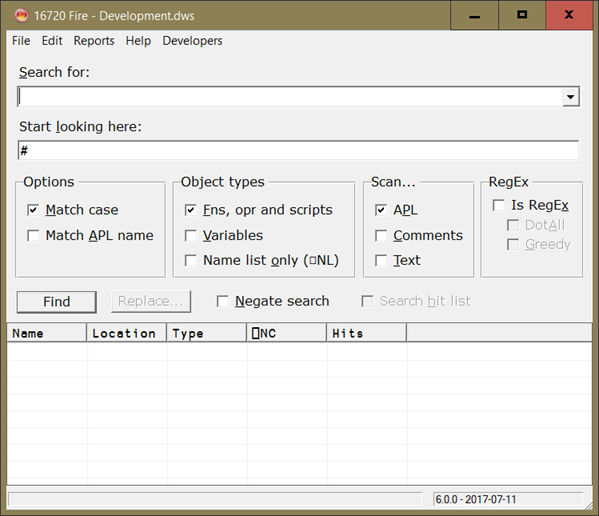 16720 Fire - Development.dws
File Edit Reports Help Developers
Search for:
Start looking here:
#
Options Object types Scan... RegEx
Match case Fns, opr and scripts APL Is RegEx
Match APL name Variables Comments DotAll
Name list only (⎕NL) Text Greedy
Find Replace... Negate search Search hit list
Name Location Type ⎕NC Hits
6.0.0 - 2017-07-11